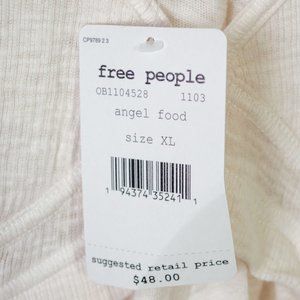 CP9789 2 3
free people
OB1104528 1103
angel food
size XL
1 94374 35241 1
suggested retail price
$48.00